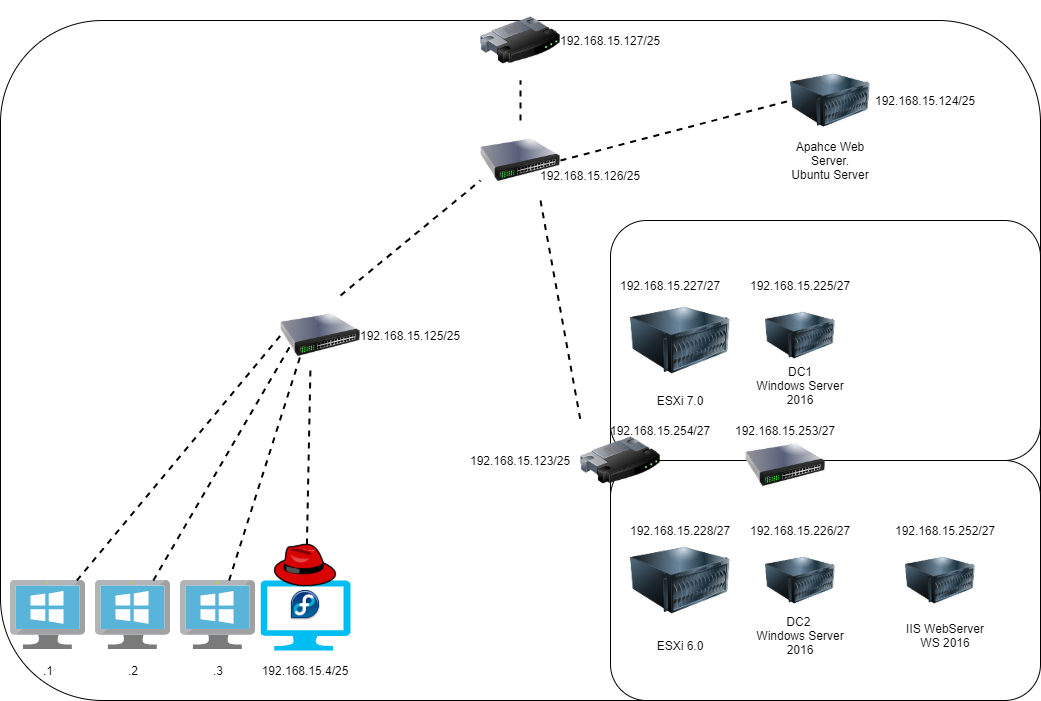 192.168.15.127/25
192.168.15.124/25
Apahce Web
Server.
Ubuntu Server
192.168.15.126/25
192.168.15.227/27
192.168.15.225/27
192.168.15.125/25
DC1
Windows Server
2016
ESXi 7.0
192.168.15.254/27
192.168.15.253/27
192.168.15.123/25
192.168.15.228/27
192.168.15.226/27
192.168.15.252/27
DC2
Windows Server
2016
IIS WebServer
WS 2016
ESXi 6.0
.1
.2
.3
192.168.15.4/25